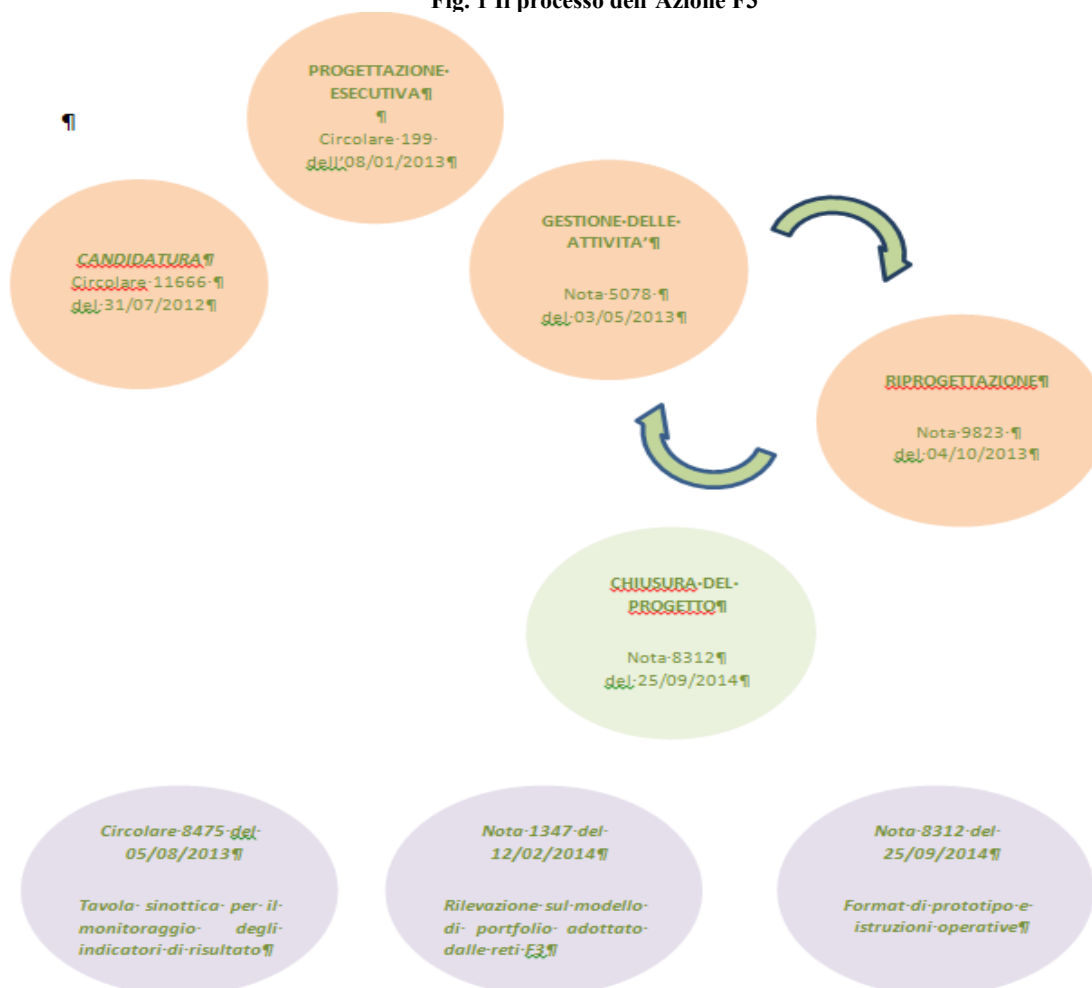 Fig. 1 Il processo dell'Azione F3
PROGETTAZIONE·
ESECUTIVA¶
¶
Circolare·199·
dell'08/01/2013¶
¶
CANDIDATURA¶
Circolare·11666·¶
del·31/07/2012¶
GESTIONE·DELLE·
ATTIVITA'¶
Nota·5078·¶
del·03/05/2013¶
RIPROGETTAZIONE¶
Nota·9823·¶
del·04/10/2013¶
CHIUSURA·DEL·
PROGETTO¶
Nota·8312¶
del·25/09/2014¶
Circolare·8475·del·
05/08/2013¶
Tavola·sinottica·per·il·
monitoraggio·degli·
indicatori·di·risultato¶
Nota·1347·del·
12/02/2014¶
Rilevazione·sul·modello·
di·portfolio·adottato·
dalle·reti·F3¶
Nota·8312·del·
25/09/2014¶
Format·di·prototipo·e·
istruzioni·operative¶